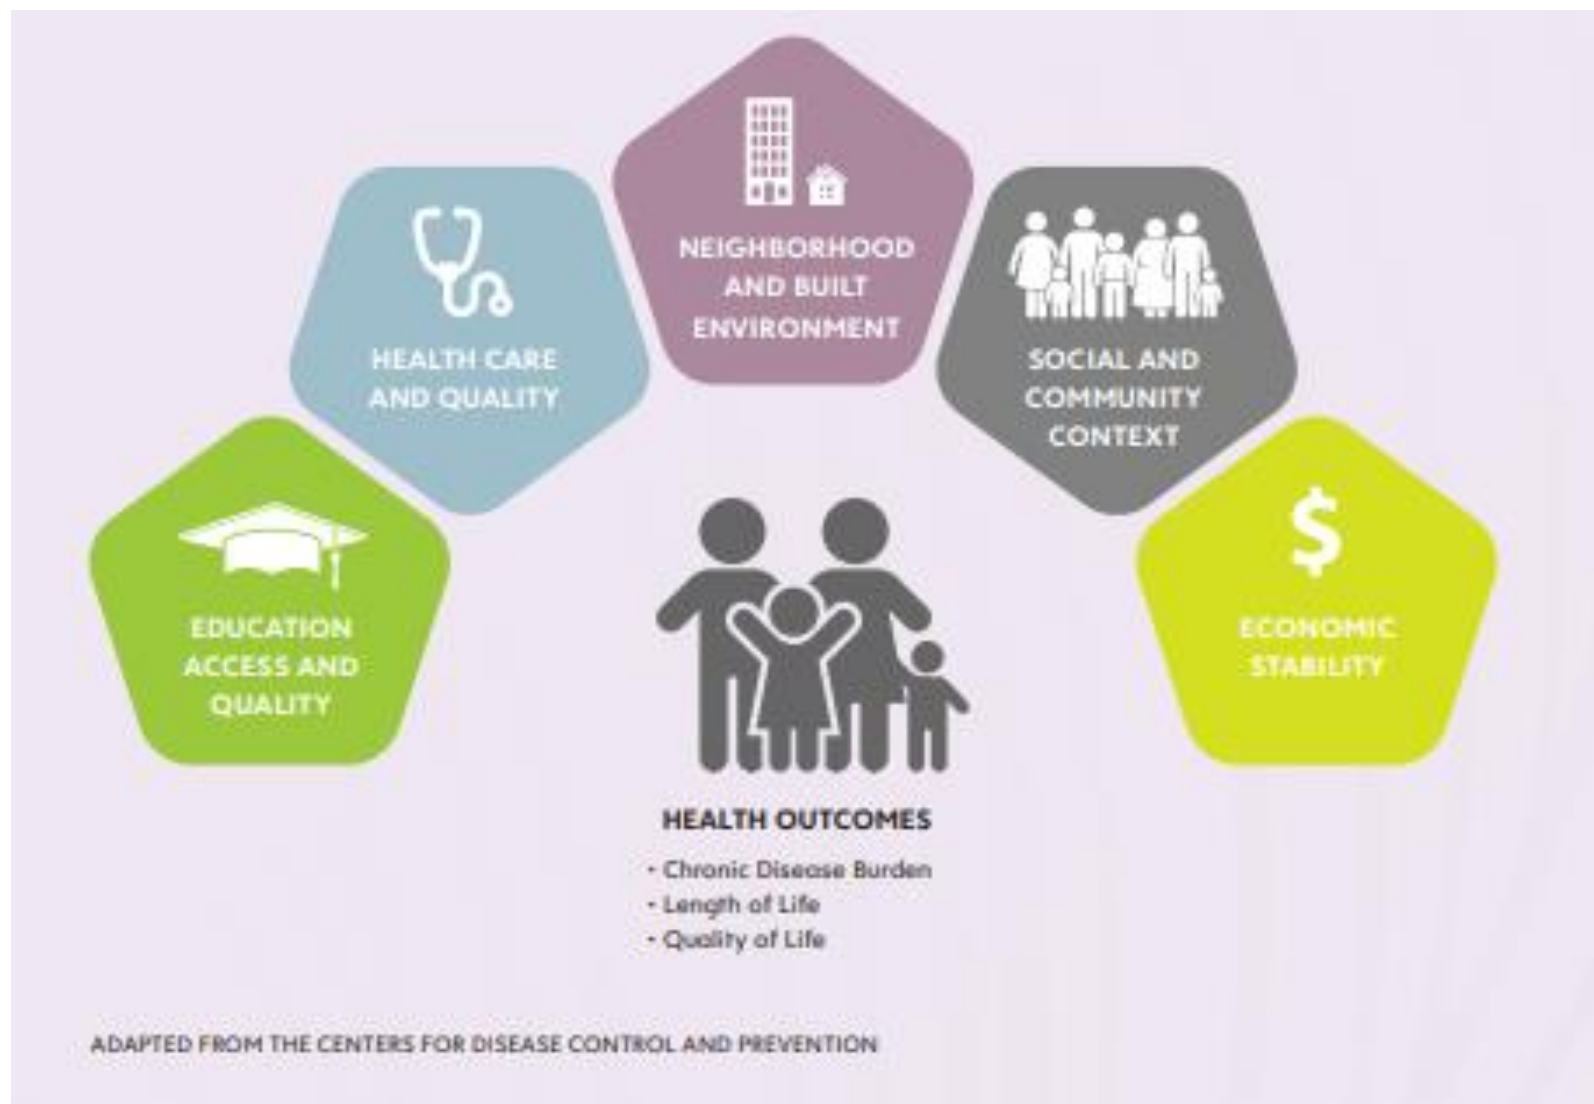 NEIGHBORHOOD
AND BUILT
ENVIRONMENT
HEALTH CARE
AND QUALITY
SOCIAL AND
COMMUNITY
CONTEXT
EDUCATION
ACCESS AND
QUALITY
$
ECONOMIC
STABILITY
HEALTH OUTCOMES
• Chronic Disease Burden
• Length of Life
• Quality of Life
ADAPTED FROM THE CENTERS FOR DISEASE CONTROL AND PREVENTION